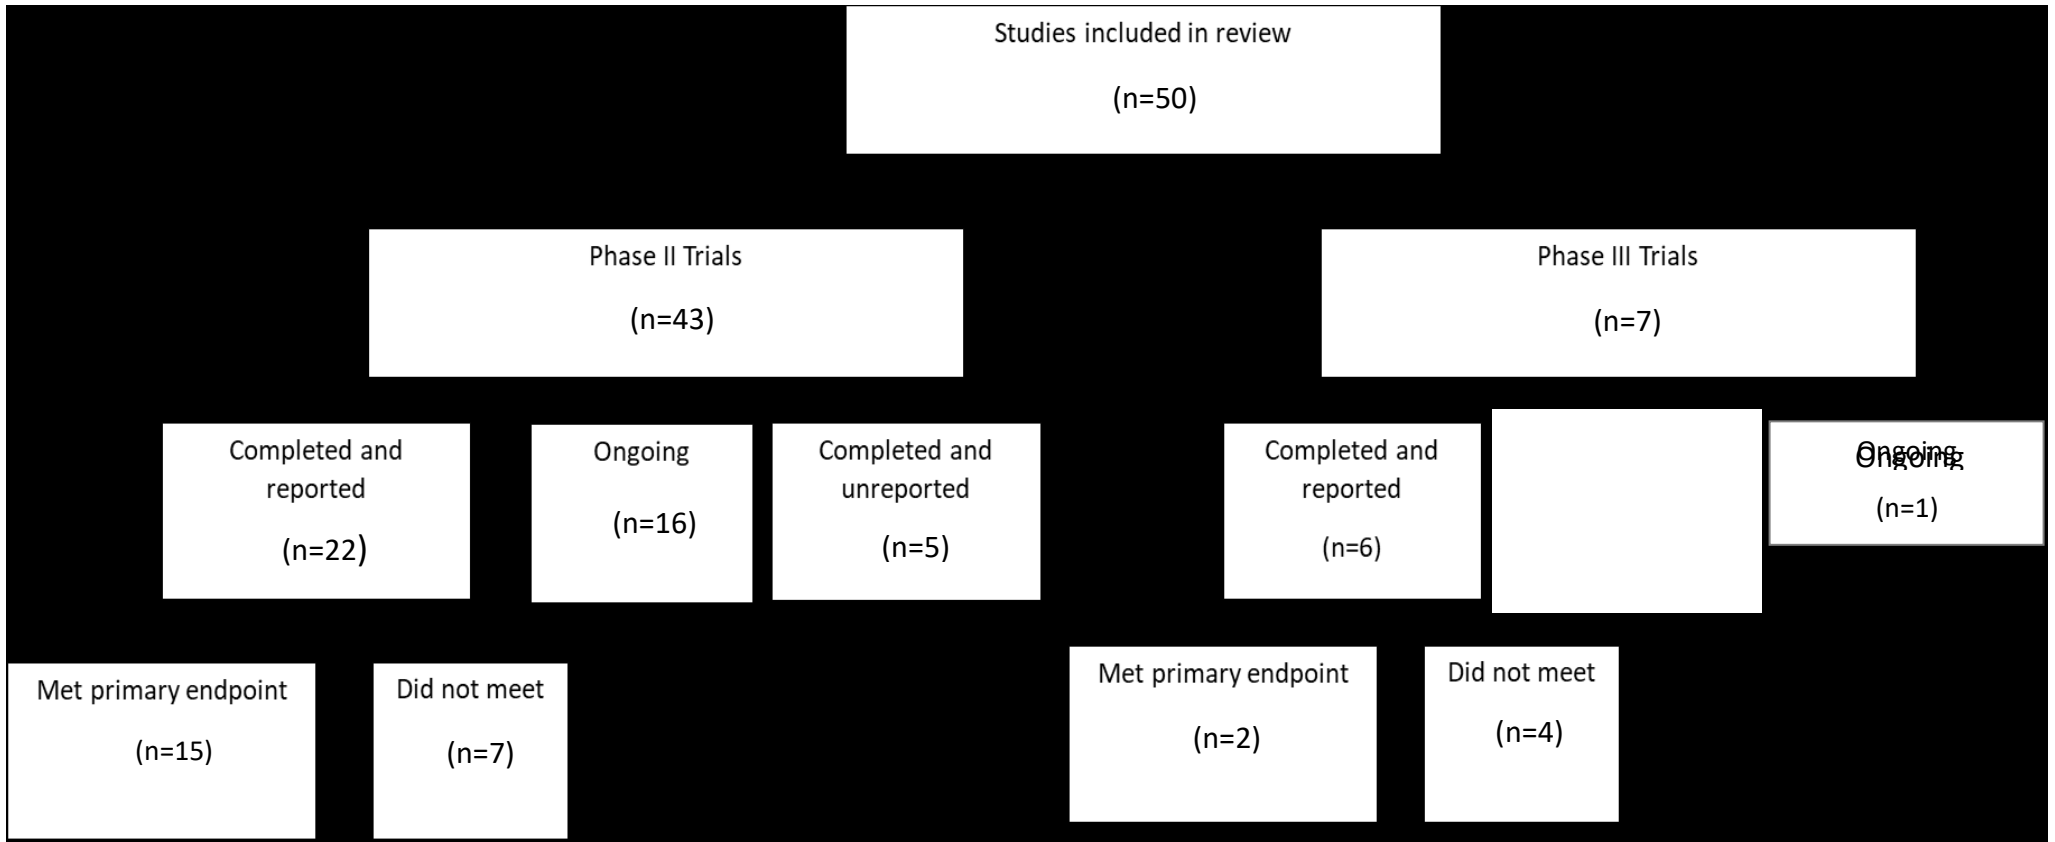 Studies included in review
(n=50)
Phase II Trials
(n=43)
Phase III Trials
(n=7)
Completed and
reported
(n=22)
Ongoing
(n=16)
Completed and
unreported
(n=5)
Completed and
reported
(n=6)
Ongoing
Ongoing
(n=1)
Met primary endpoint
(n=15)
Did not meet
(n=7)
Met primary endpoint
(n=2)
Did not meet
(n=4)